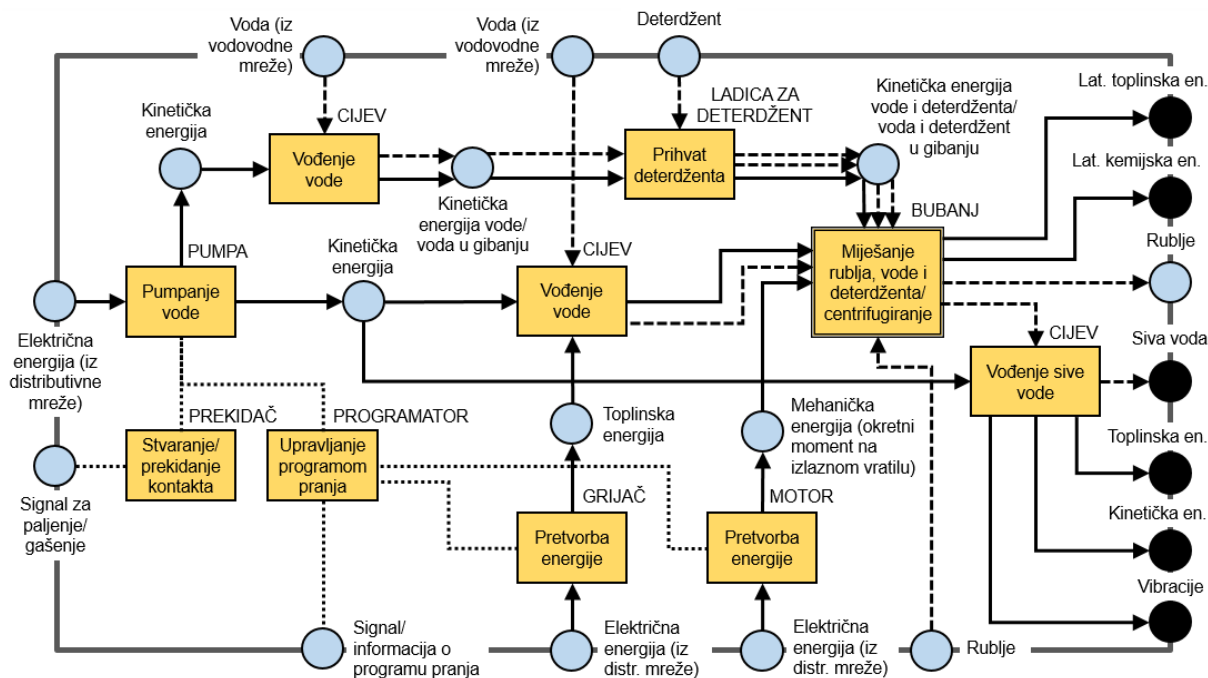 Voda (iz
vodovodne
mreže)
Voda (iz
vodovodne
mreže)
Deterdžent
Kinetička
energija
CIJEV
Vođenje
vode
Kinetička
energija vode/
voda u gibanju
LADICA ZA
DETERDŽENT
Prihvat
deterdženta
Kinetička energija
vode i deterdženta/
voda i deterdžent
u gibanju
Lat. toplinska en.
Lat. kemijska en.
Rublje
BUBANJ
Miješanje
rublja, vode i
deterdženta/
centrifugiranje
PUMPA
Pumpanje
vode
Kinetička
energija
CIJEV
Vođenje
vode
Električna
energija (iz
distributivne
mreže)
CIJEV
Vođenje sive
vode
Siva voda
PREKIDAČ
Stvaranje/
prekidanje
kontakta
PROGRAMATOR
Upravljanje
programom
pranja
Toplinska
energija
Mehanička
energija (okretni
moment na
izlaznom vratilu)
Toplinska en.
Signal za
paljenje/
gašenje
GRIJAČ
Pretvorba
energije
MOTOR
Pretvorba
energije
Kinetička en.
Vibracije
Signal/
informacija o
programu pranja
Električna
energija (iz
distr. mreže)
Električna
energija (iz
distr. mreže)
Rublje